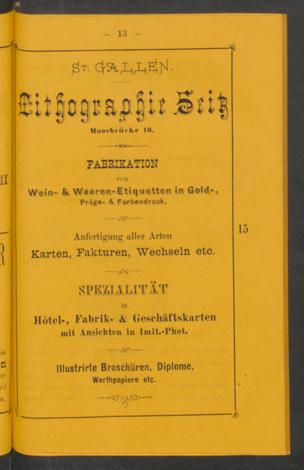 - 13 -
ST. GALLEN.
Lithographie Seitz
Moosbrücke 16.
FABRIKATION
von
Wein- & Waaren-Etiquetten in Gold-,
Präge- & Farbendruck.
Anfertigung aller Arten
Karten, Fakturen, Wechseln etc.
SPEZIALITÄT
in
Hôtel-, Fabrik- & Geschäftskarten
mit Ansichten in Imit.-Phot.
Illustrirte Broschüren, Diplome,
Werthpapiere etc.
15